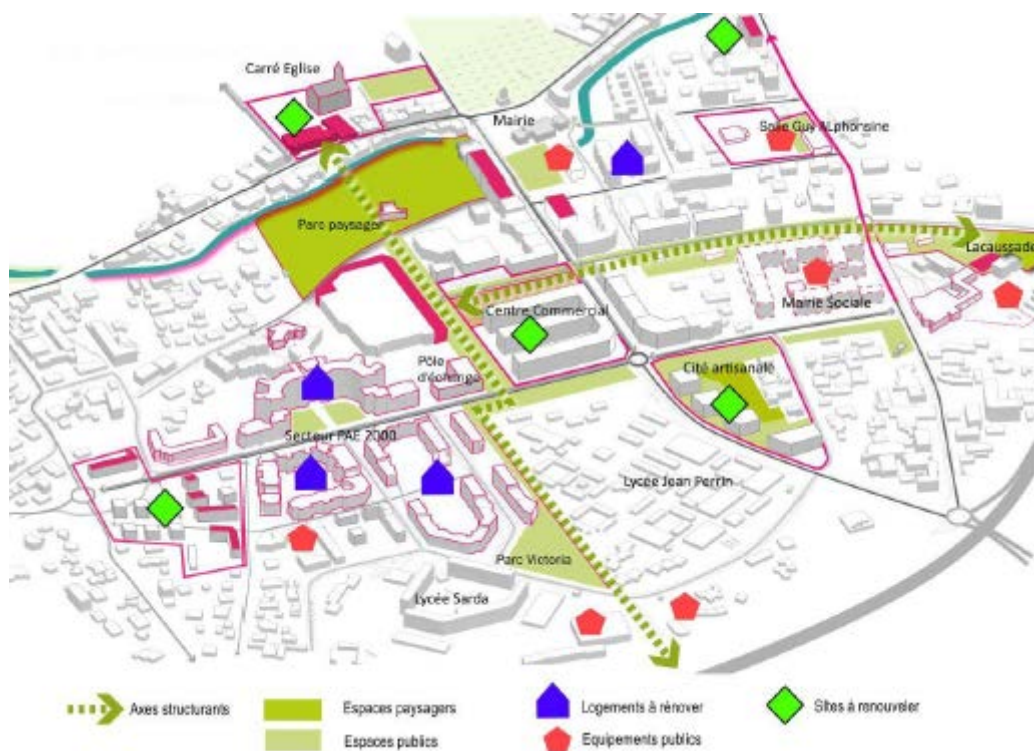 Carré Eglise
Mairie
Salle Guy ALphonsine
Parc paysager
Lacaussade
Mairie Sociale
Centre Commercial
Pôle
d'échange
Cité artisanale
Secteur PAE 2000
Lycée Jean Perrin
Parc Victoria
Lycée Sarda
Axes structurants
Espaces paysagers
Logements à rénover
Sites à renouveler
Espaces publics
Equipements publics